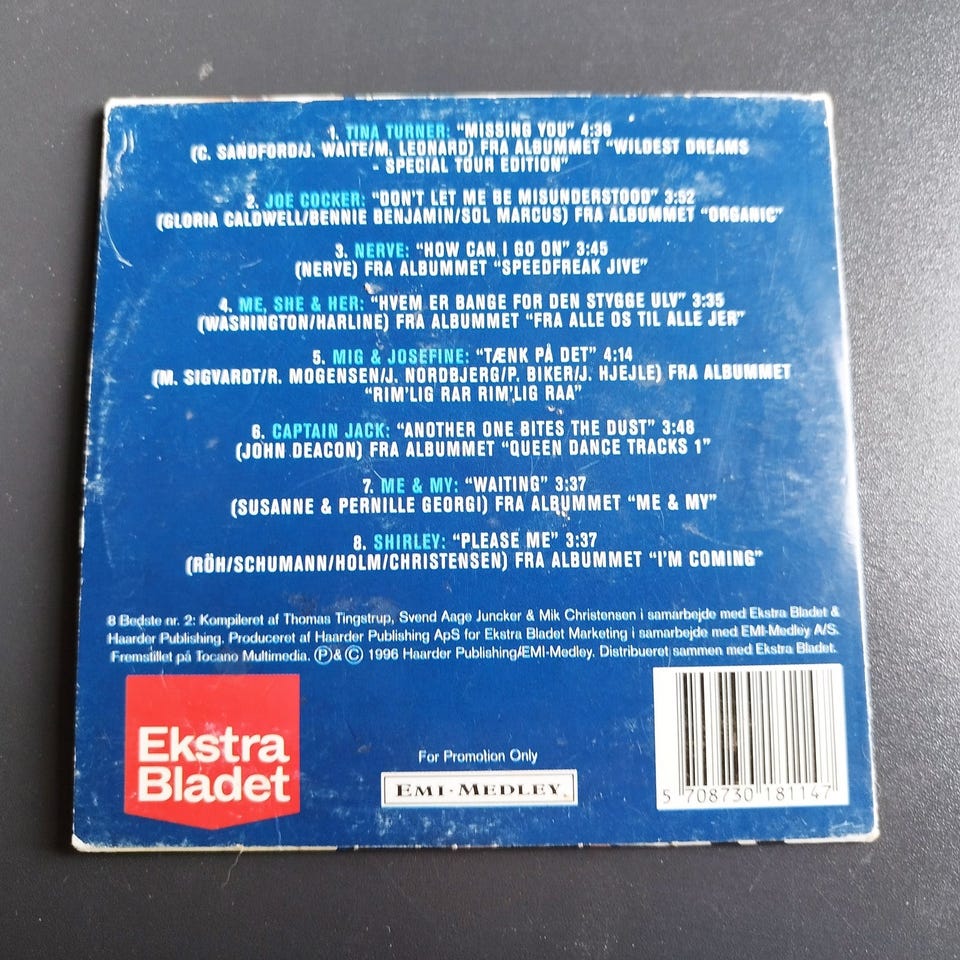 1. TINA TURNER: "MISSING YOU" 4:36
(C. SANDFORD/J. WAITE/M. LEONARD) FRA ALBUMMET "WILDEST DREAMS
- SPECIAL TOUR EDITION"
2. JOE COCKER: "DON'T LET ME BE MISUNDERSTOOD" 3:52
(GLORIA CALDWELL/BENNIE BENJAMIN/SOL MARCUS) FRA ALBUMMET "ORGANIC"
3. NERVE: "HOW CAN I GO ON" 3:45
(NERVE) FRA ALBUMMET "SPEEDFREAK JIVE"
4. ME, SHE & HER: "HVEM ER BANGE FOR DEN STYGGE ULV" 3:35
(WASHINGTON/HARLINE) FRA ALBUMMET "FRA ALLE OS TIL ALLE JER"
5. MIG & JOSEFINE: "TÆNK PÅ DET" 4:14
(M. SIGVARDT/R. MOGENSEN/J. NORDBJERG/P. BIKER/J. HJEJLE) FRA ALBUMMET
"RIM'LIG RAR RIM'LIG RAA"
6. CAPTAIN JACK: "ANOTHER ONE BITES THE DUST" 3:48
(JOHN DEACON) FRA ALBUMMET "QUEEN DANCE TRACKS 1"
7. ME & MY: "WAITING" 3:37
(SUSANNE & PERNILLE GEORGI) FRA ALBUMMET "ME & MY"
8. SHIRLEY: "PLEASE ME" 3:37
(RÖH/SCHUMANN/HOLM/CHRISTENSEN) FRA ALBUMMET "I'M COMING"
8 Bedste nr. 2: Kompileret af Thomas Tingstrup, Svend Aage Juncker & Mik Christensen i samarbejde med Ekstra Bladet &
Haarder Publishing. Produceret af Haarder Publishing ApS for Ekstra Bladet Marketing i samarbejde med EMI-Medley A/S.
Fremstillet på Tocano Multimedia. Ⓟ & © 1996 Haarder Publishing/EMI-Medley. Distribueret sammen med Ekstra Bladet.
Ekstra
Bladet
For Promotion Only
EMI-MEDLEY
5 708730 181147